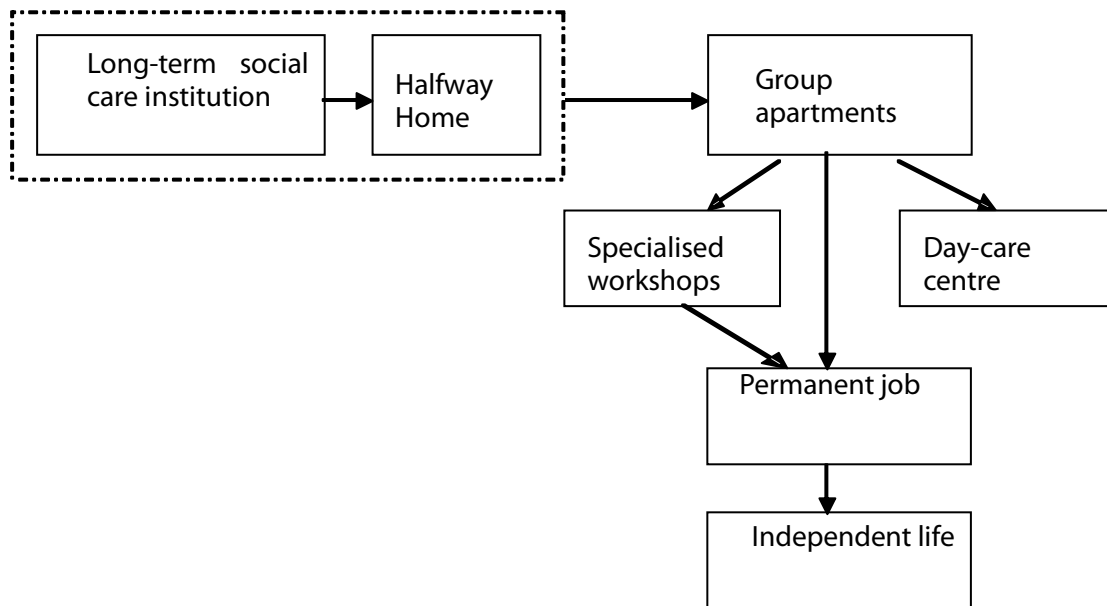 Long-term social
care institution
Halfway
Home
Group
apartments
Specialised
workshops
Day-care
centre
Permanent job
Independent life